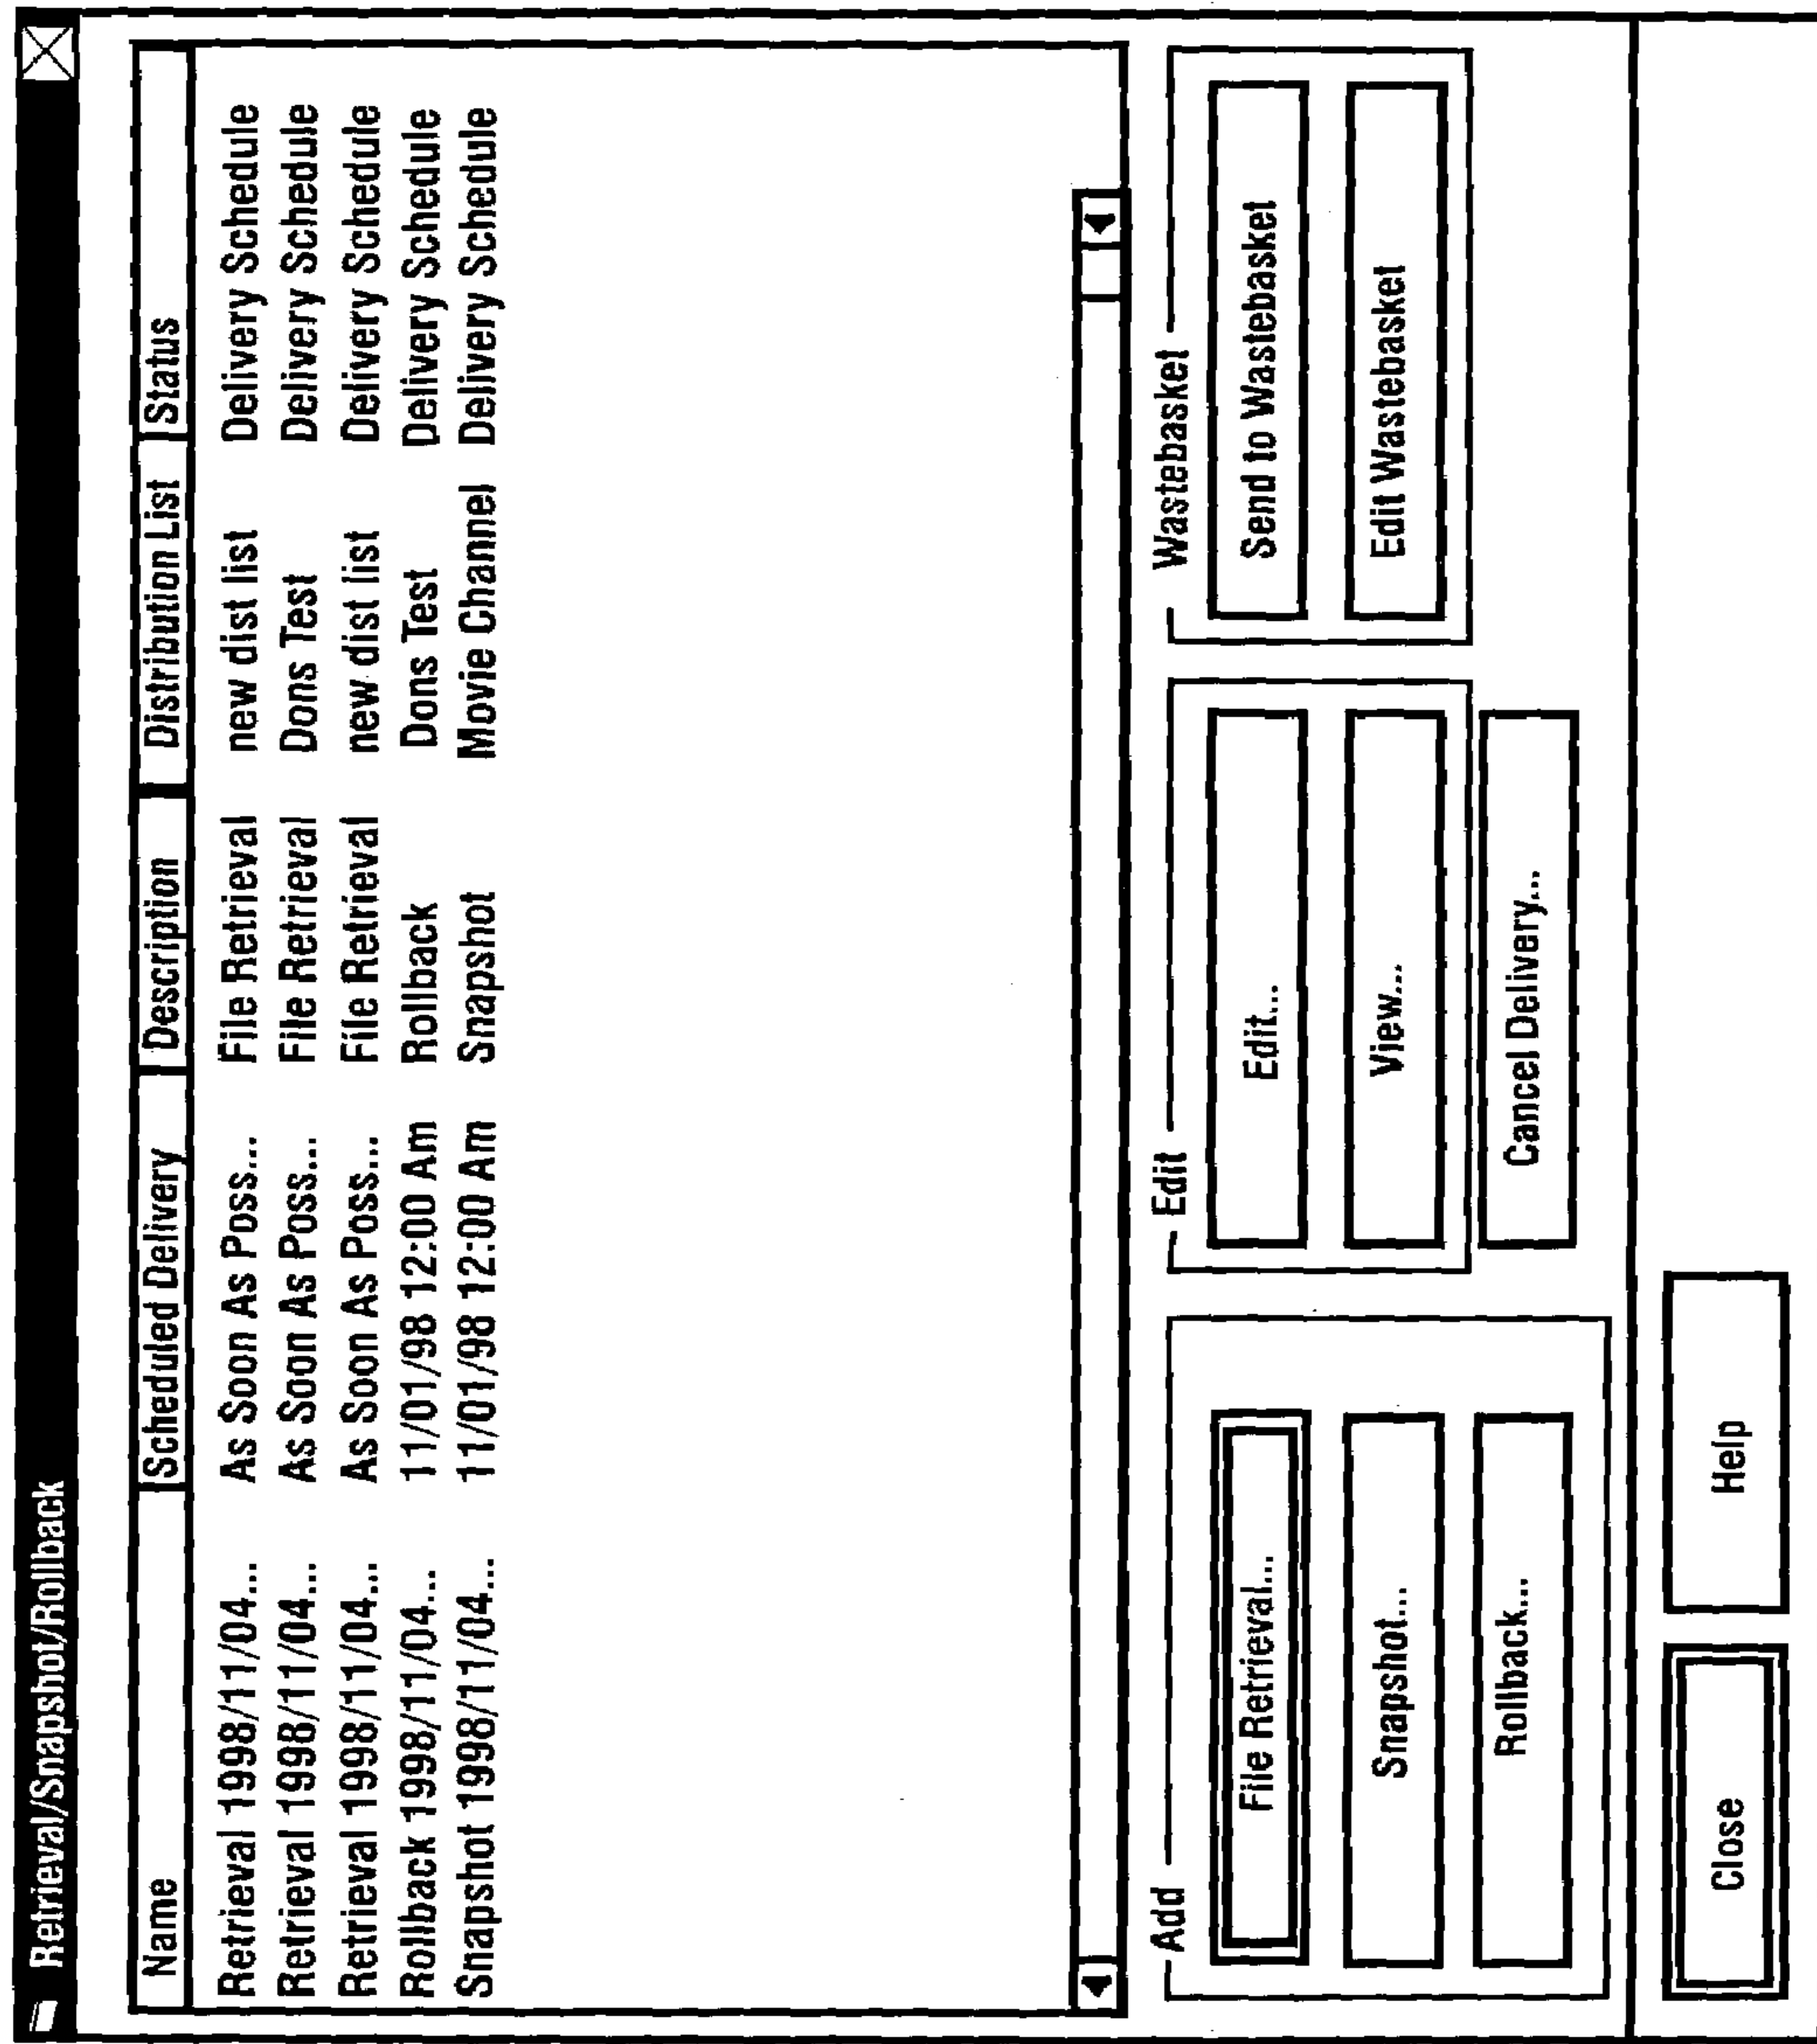 Retrieval/Snapshot/Rollback
Name Scheduled Delivery Description Distribution List Status
Retrieval 1998/11/04... As Soon As Poss... File Retrieval new dist list Delivery Schedule
Retrieval 1998/11/04... As Soon As Poss... File Retrieval Dons Test Delivery Schedule
Retrieval 1998/11/04... As Soon As Poss... File Retrieval new dist list Delivery Schedule
Rollback 1998/11/04... 11/01/98 12:00 Am Rollback Dons Test Delivery Schedule
Snapshot 1998/11/04... 11/01/98 12:00 Am Snapshot Movie Channel Delivery Schedule
Add Edit Wastebasket
File Retrieval... Edit... Send to Wastebasket
Snapshot... View... Edit Wastebasket
Rollback... Cancel Delivery...
Close Help